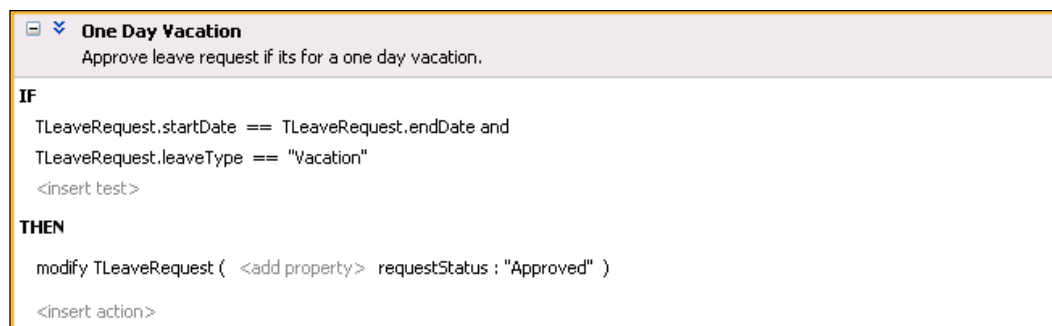 One Day Vacation
Approve leave request if its for a one day vacation.
IF
TLeaveRequest.startDate == TLeaveRequest.endDate and
TLeaveRequest.leaveType == "Vacation"
<insert test>
THEN
modify TLeaveRequest ( <add property> requestStatus : "Approved" )
<insert action>